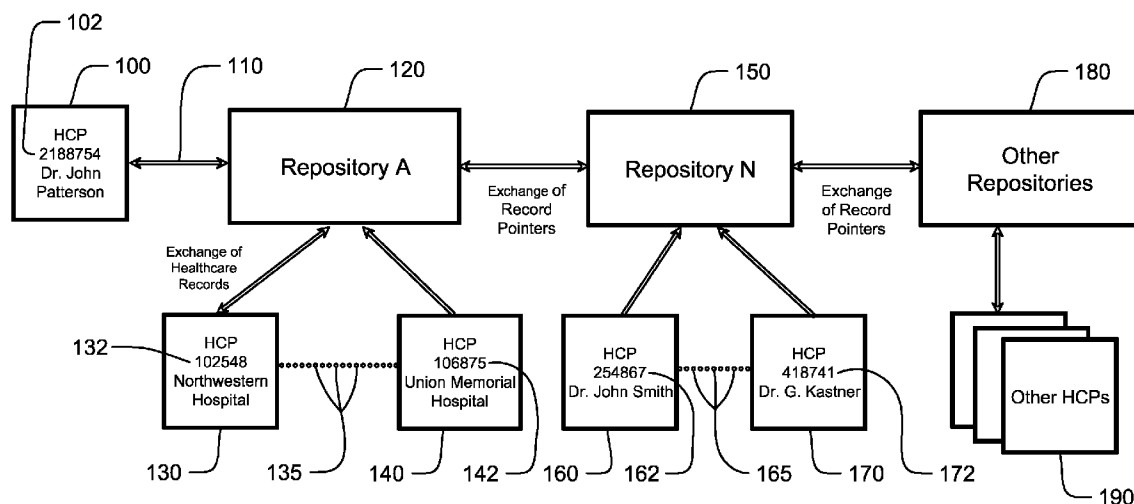 102
100
110
120
150
180
HCP
2188754
Dr. John
Patterson
Repository A
Exchange of
Record
Pointers
Repository N
Exchange
of Record
Pointers
Other
Repositories
Exchange of
Healthcare
Records
132
HCP
102548
Northwestern
Hospital
HCP
106875
Union Memorial
Hospital
HCP
254867
Dr. John Smith
HCP
418741
Dr. G. Kastner
Other HCPs
130
135
140
142
160
162
165
170
172
190